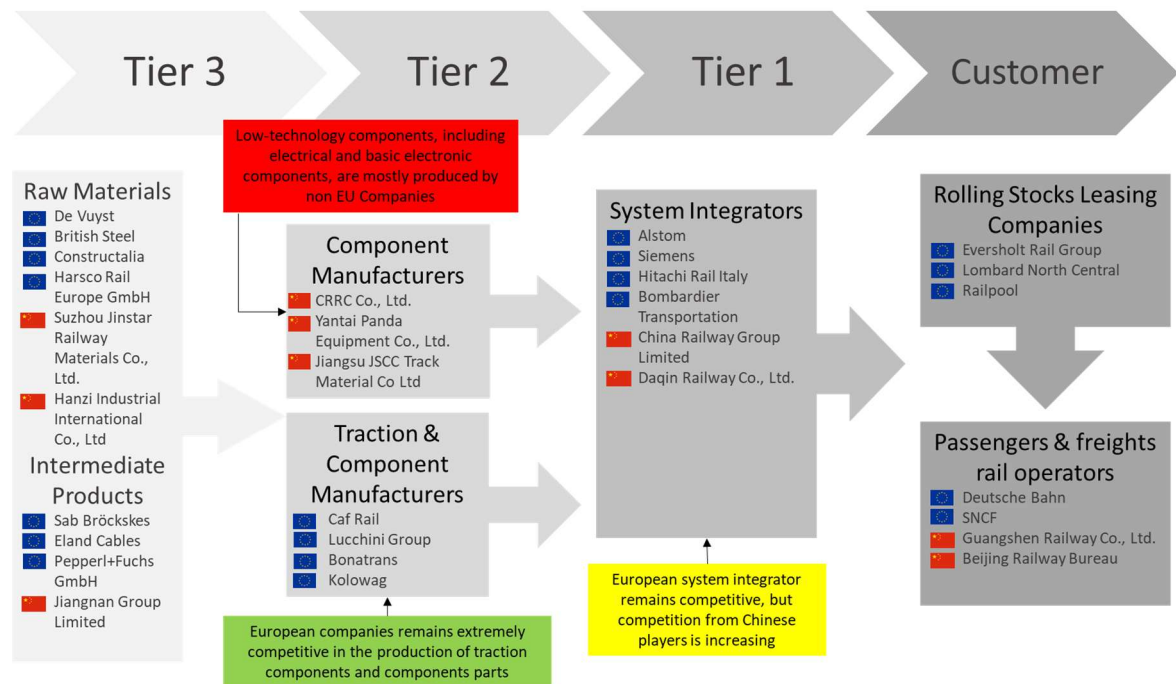 Tier 3
Tier 2
Tier 1
Customer
Low-technology components, including
electrical and basic electronic
components, are mostly produced by
non EU Companies
Raw Materials
De Vuyst
British Steel
Constructalia
Harsco Rail
Europe GmbH
Suzhou Jinstar
Railway
Materials Co.,
Ltd.
Hanzi Industrial
International
Co., Ltd
Intermediate
Products
Sab Bröckskes
Eland Cables
Pepperl+Fuchs
GmbH
Jiangnan Group
Limited
Component
Manufacturers
CRRC Co., Ltd.
Yantai Panda
Equipment Co., Ltd.
Jiangsu JSCC Track
Material Co Ltd
Traction &
Component
Manufacturers
Caf Rail
Lucchini Group
Bonatrans
Kolowag
European companies remains extremely
competitive in the production of traction
components and components parts
System Integrators
Alstom
Siemens
Hitachi Rail Italy
Bombardier
Transportation
China Railway Group
Limited
Daqin Railway Co., Ltd.
European system integrator
remains competitive, but
competition from Chinese
players is increasing
Rolling Stocks Leasing
Companies
Eversholt Rail Group
Lombard North Central
Railpool
Passengers & freights
rail operators
Deutsche Bahn
SNCF
Guangshen Railway Co., Ltd.
Beijing Railway Bureau